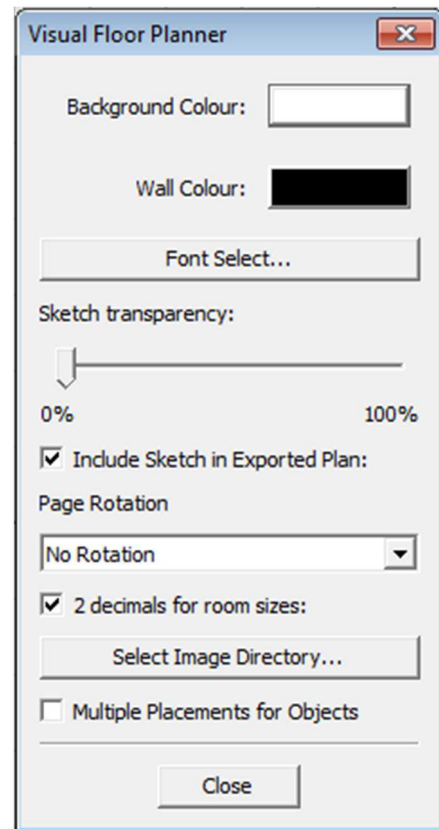 Visual Floor Planner
Background Colour:
Wall Colour:
Font Select...
Sketch transparency:
0% 100%
Include Sketch in Exported Plan:
Page Rotation
No Rotation
2 decimals for room sizes:
Select Image Directory...
Multiple Placements for Objects
Close